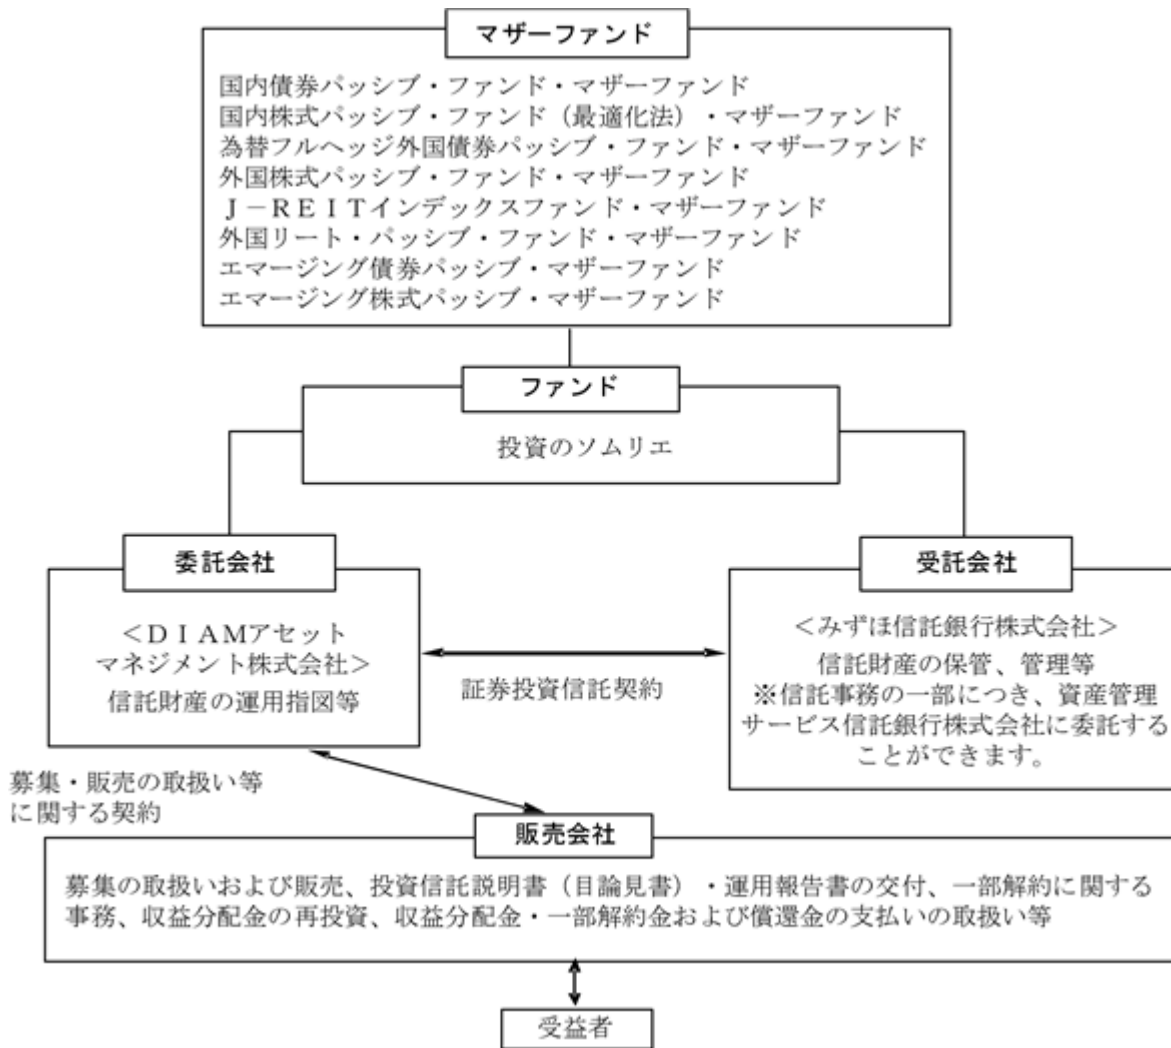 マザーファンド
国内債券パッシブ・ファンド・マザーファンド
国内株式パッシブ・ファンド（最適化法）・マザーファンド
為替フルヘッジ外国債券パッシブ・ファンド・マザーファンド
外国株式パッシブ・ファンド・マザーファンド
Ｊ－ＲＥＩＴインデックスファンド・マザーファンド
外国リート・パッシブ・ファンド・マザーファンド
エマージング債券パッシブ・マザーファンド
エマージング株式パッシブ・マザーファンド
ファンド
投資のソムリエ
委託会社
＜ＤＩＡＭアセット
マネジメント株式会社＞
信託財産の運用指図等
証券投資信託契約
受託会社
＜みずほ信託銀行株式会社＞
信託財産の保管、管理等
※信託事務の一部につき、資産管理
サービス信託銀行株式会社に委託する
ことができます。
募集・販売の取扱い等
に関する契約
販売会社
募集の取扱いおよび販売、投資信託説明書（目論見書）・運用報告書の交付、一部解約に関する
事務、収益分配金の再投資、収益分配金・一部解約金および償還金の支払いの取扱い等
受益者